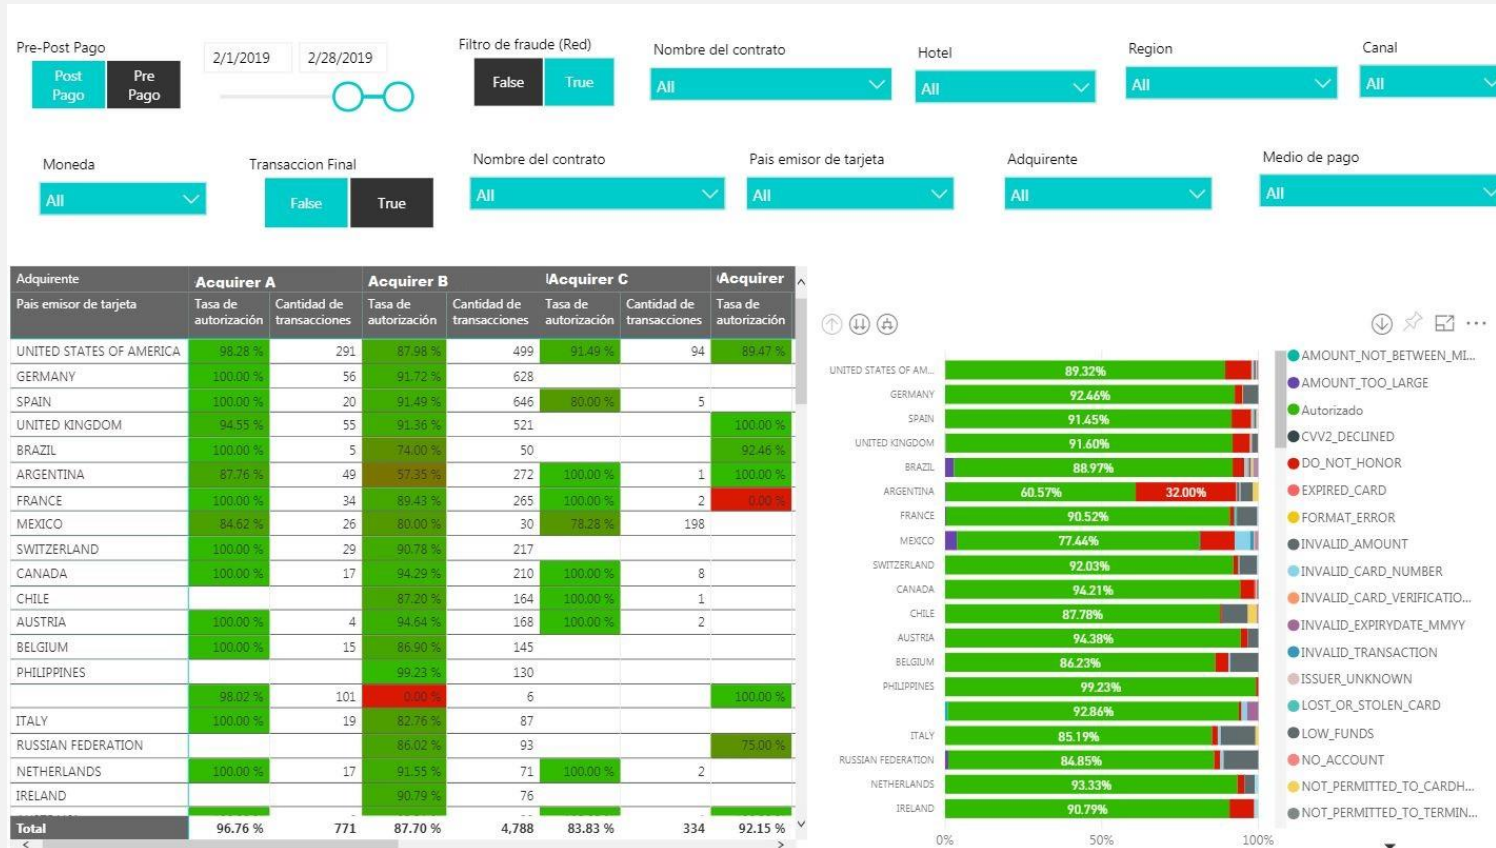 Pre-Post Pago
Post Pago
Pre Pago
2/1/2019
2/28/2019
Filtro de fraude (Red)
False
True
Nombre del contrato
All
Hotel
All
Region
All
Canal
All
Moneda
All
Transaccion Final
False
True
Nombre del contrato
All
Pais emisor de tarjeta
All
Adquirente
All
Medio de pago
All
Adquirente Acquirer A Acquirer B Acquirer C Acquirer
Pais emisor de tarjeta Tasa de autorización Cantidad de transacciones Tasa de autorización Cantidad de transacciones Tasa de autorización Cantidad de transacciones Tasa de autorización
UNITED STATES OF AMERICA 98.28 % 291 87.98 % 499 91.49 % 94 89.47 %
GERMANY 100.00 % 56 91.72 % 628
SPAIN 100.00 % 20 91.49 % 646 80.00 % 5
UNITED KINGDOM 94.55 % 55 91.36 % 521 100.00 %
BRAZIL 100.00 % 5 74.00 % 50 92.46 %
ARGENTINA 87.76 % 49 57.35 % 272 100.00 % 1 100.00 %
FRANCE 100.00 % 34 89.43 % 265 100.00 % 2 0.00 %
MEXICO 84.62 % 26 80.00 % 30 78.28 % 198
SWITZERLAND 100.00 % 29 90.78 % 217
CANADA 100.00 % 17 94.29 % 210 100.00 % 8
CHILE 87.20 % 164 100.00 % 1
AUSTRIA 100.00 % 4 94.64 % 168 100.00 % 2
BELGIUM 100.00 % 15 86.90 % 145
PHILIPPINES 99.23 % 130
98.02 % 101 0.00 % 6 100.00 %
ITALY 100.00 % 19 82.76 % 87
RUSSIAN FEDERATION 86.02 % 93 75.00 %
NETHERLANDS 100.00 % 17 91.55 % 71 100.00 % 2
IRELAND 90.79 % 76
Total 96.76 % 771 87.70 % 4,788 83.83 % 334 92.15 %
UNITED STATES OF AM... 89.32%
GERMANY 92.46%
SPAIN 91.45%
UNITED KINGDOM 91.60%
BRAZIL 88.97%
ARGENTINA 60.57% 32.00%
FRANCE 90.52%
MEXICO 77.44%
SWITZERLAND 92.03%
CANADA 94.21%
CHILE 87.78%
AUSTRIA 94.38%
BELGIUM 86.23%
PHILIPPINES 99.23%
92.86%
ITALY 85.19%
RUSSIAN FEDERATION 84.85%
NETHERLANDS 93.33%
IRELAND 90.79%
0% 50% 100%
AMOUNT_NOT_BETWEEN_MI...
AMOUNT_TOO_LARGE
Autorizado
CVV2_DECLINED
DO_NOT_HONOR
EXPIRED_CARD
FORMAT_ERROR
INVALID_AMOUNT
INVALID_CARD_NUMBER
INVALID_CARD_VERIFICATIO...
INVALID_EXPIRYDATE_MMYY
INVALID_TRANSACTION
ISSUER_UNKNOWN
LOST_OR_STOLEN_CARD
LOW_FUNDS
NO_ACCOUNT
NOT_PERMITTED_TO_CARDH...
NOT_PERMITTED_TO_TERMIN...